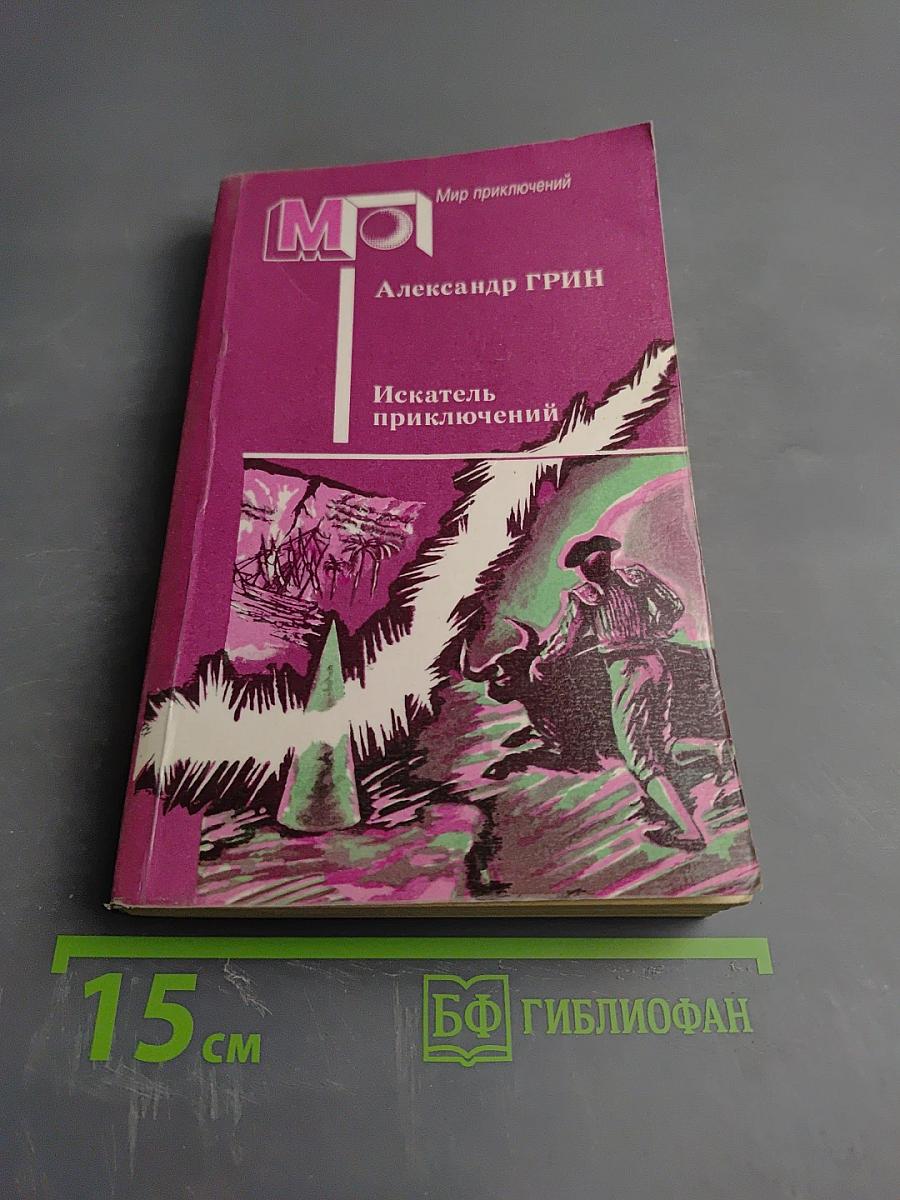 МП
Мир приключений
Александр ГРИН
Искатель
приключений
15 см
БФ ГИБЛИОФАН